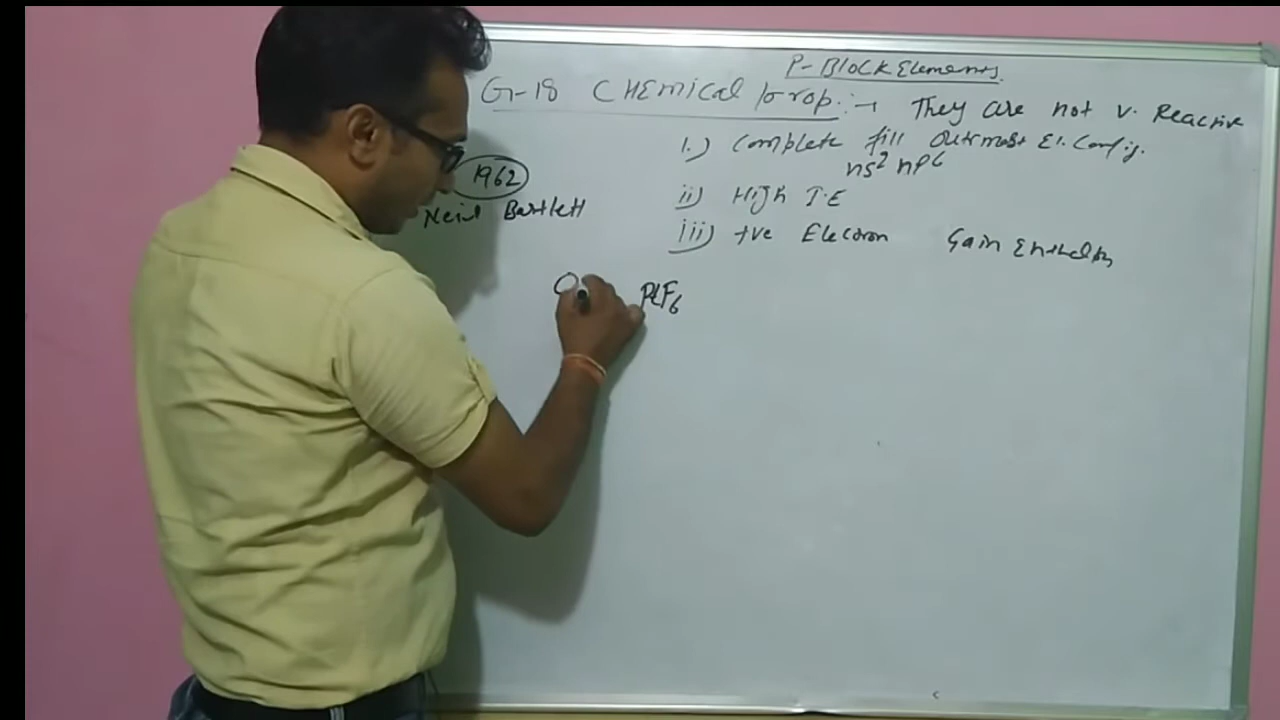 P-Block Elements.
G-18 CHEmical Prop. :→ They are not v. Reactive
1.) Complete fill Outermost El. Config.
ns² np6
ii) High I.E
iii) +ve Electron Gain Enthalpy
1962
Neil Bartlett
O PtF6